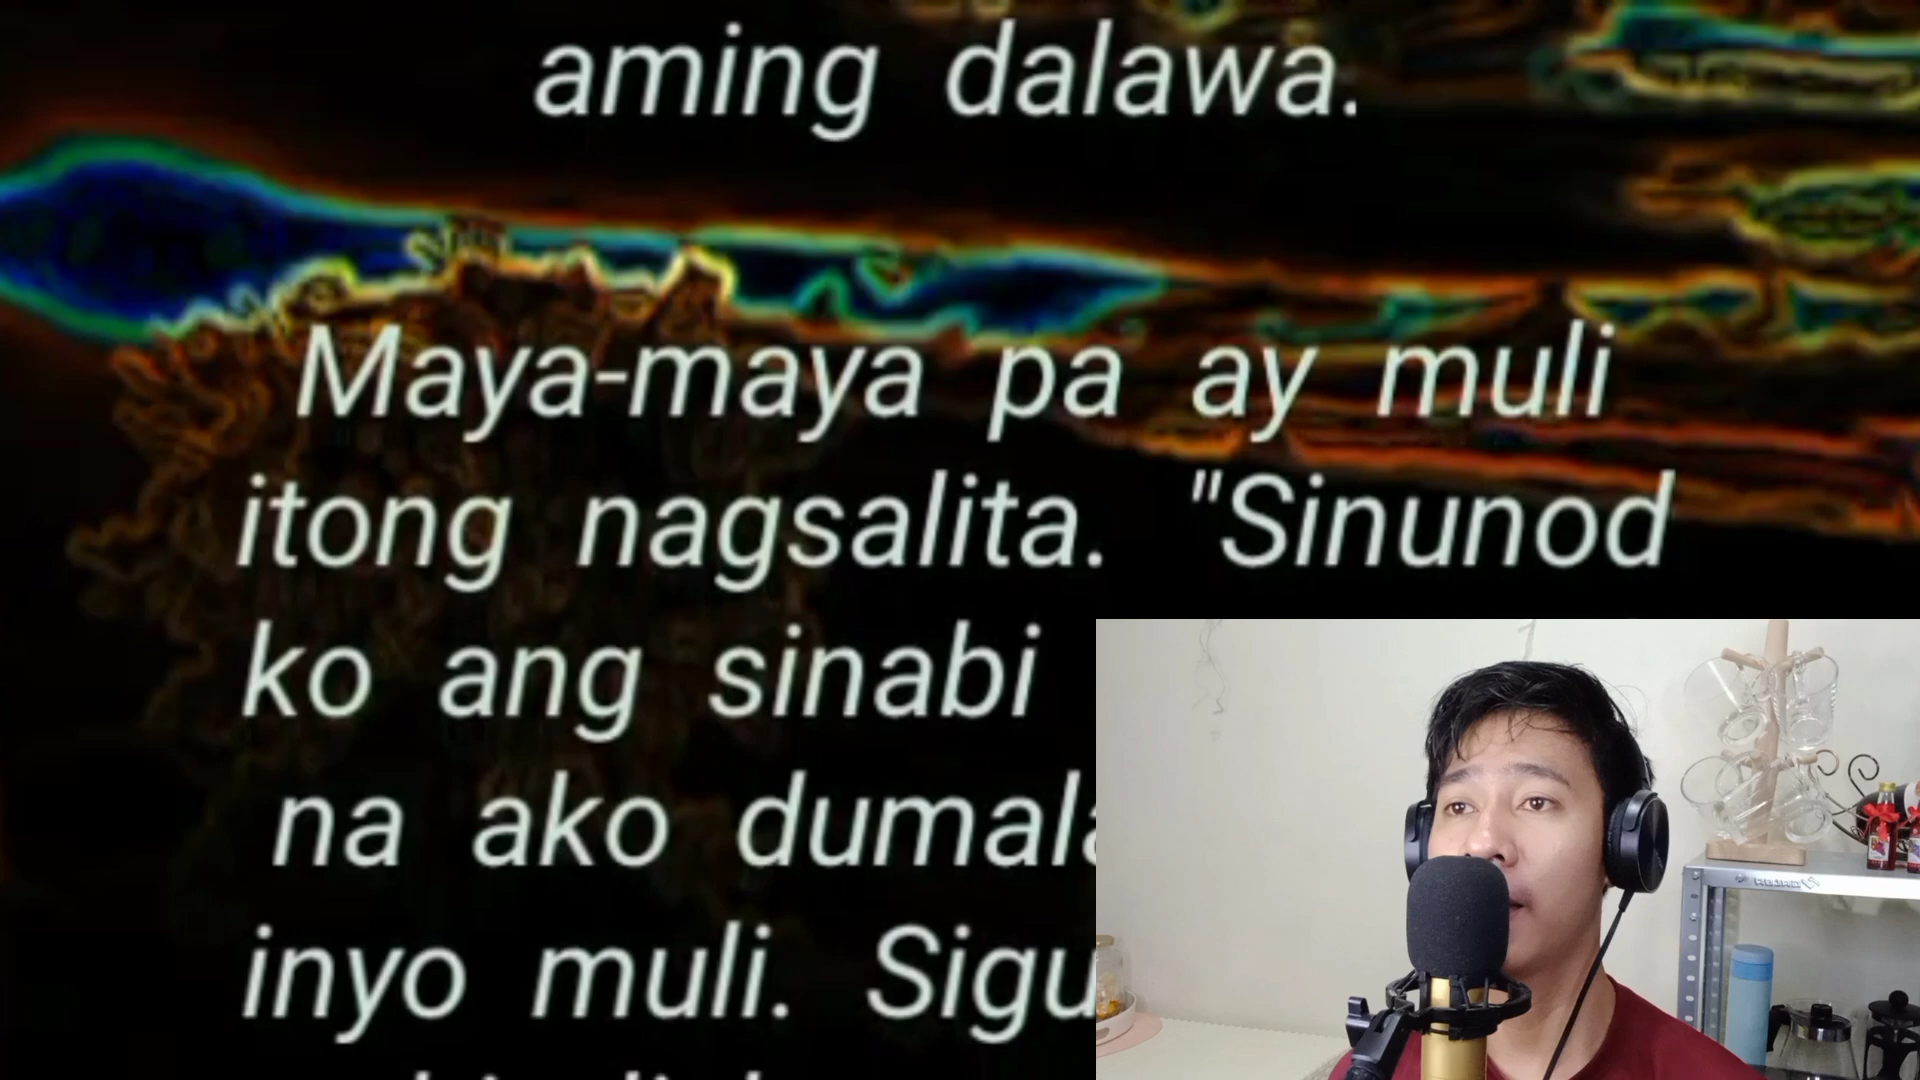 aming dalawa.
Maya-maya pa ay muli
itong nagsalita. "Sinunod
ko ang sinabi
na ako
inyo muli.